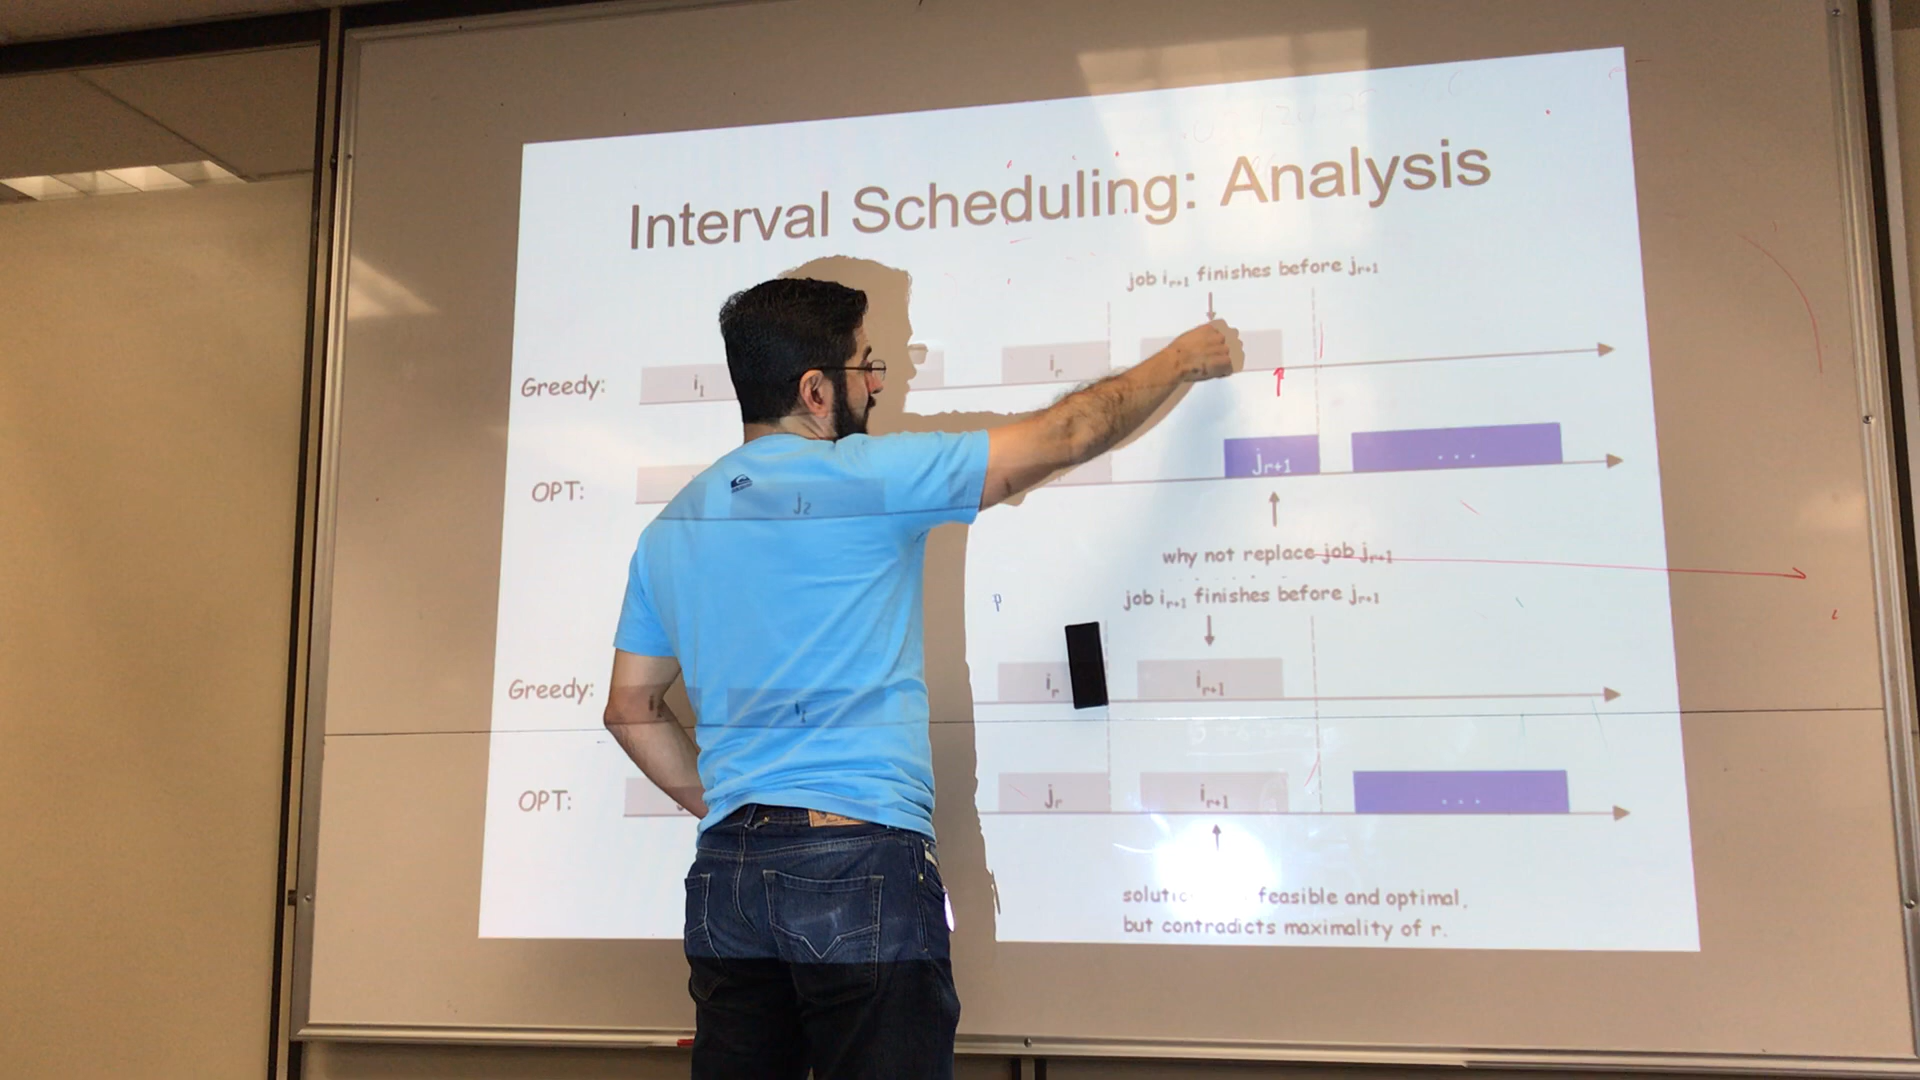 Interval Scheduling: Analysis
job iᵣ₊₁ finishes before jᵣ₊₁
Greedy: i₁ iᵣ
OPT: j₂ jᵣ₊₁ ...
why not replace job jᵣ₊₁
job iᵣ₊₁ finishes before jᵣ₊₁
Greedy: iᵣ iᵣ₊₁
OPT: jᵣ iᵣ₊₁ ...
feasible and optimal,
but contradicts maximality of r.